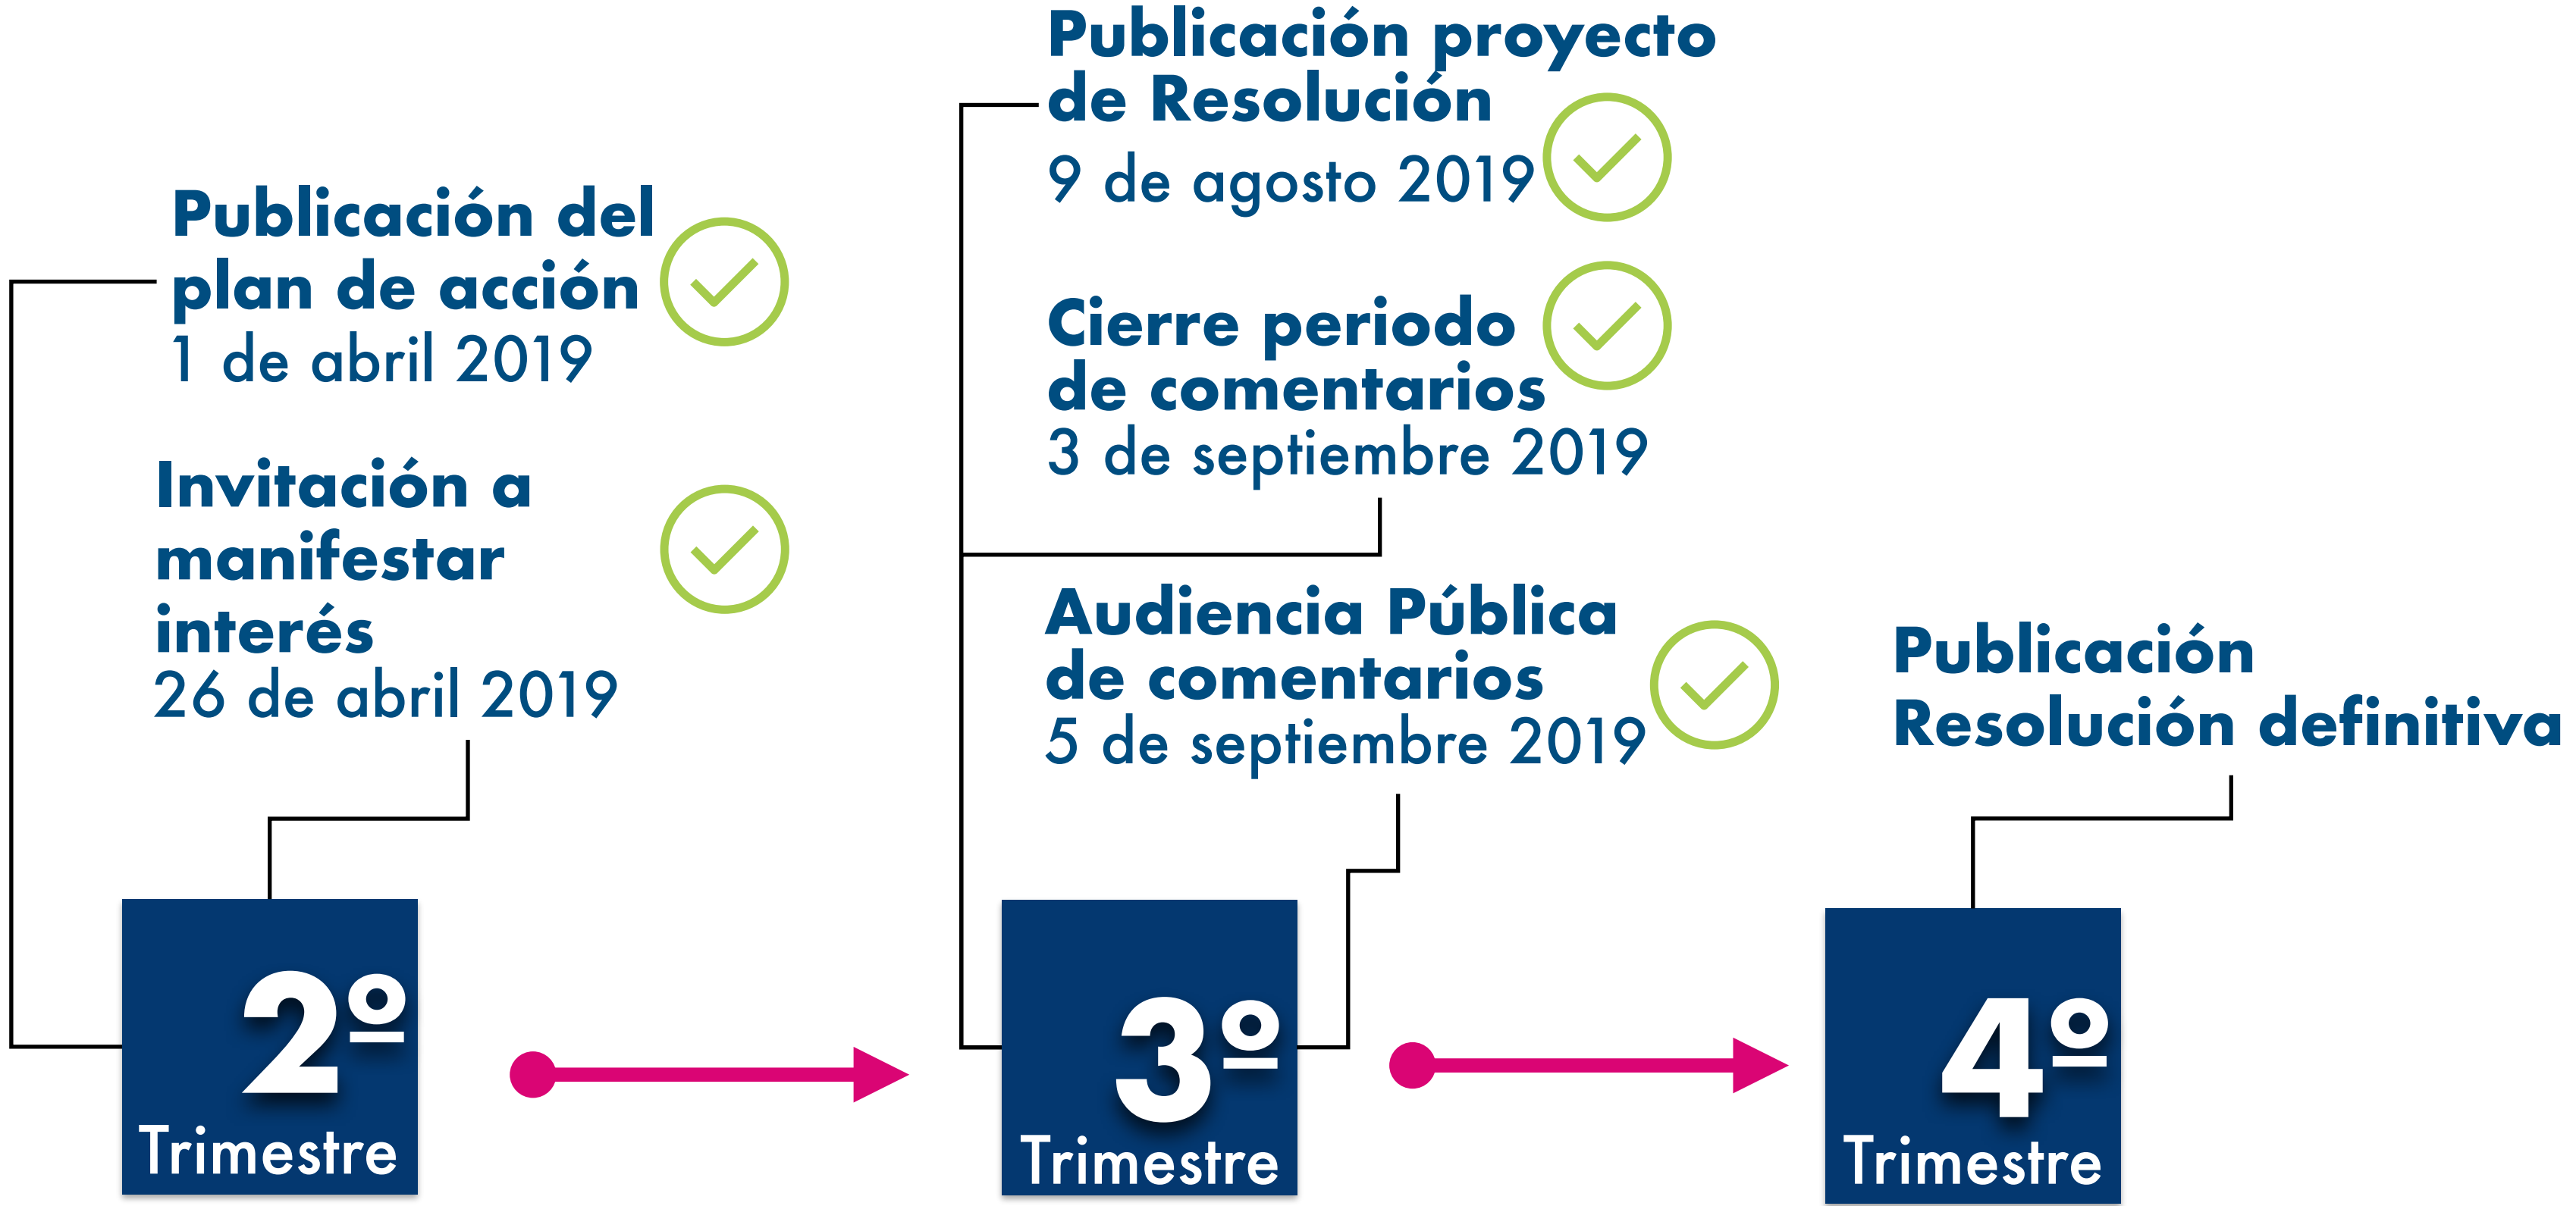 Publicación del
plan de acción
1 de abril 2019
Invitación a
manifestar
interés
26 de abril 2019
2º
Trimestre
Publicación proyecto
de Resolución
9 de agosto 2019
Cierre periodo
de comentarios
3 de septiembre 2019
Audiencia Pública
de comentarios
5 de septiembre 2019
3º
Trimestre
Publicación
Resolución definitiva
4º
Trimestre